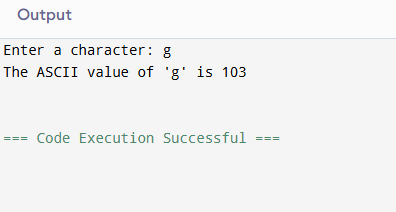 Output
Enter a character: g
The ASCII value of 'g' is 103
=== Code Execution Successful ===